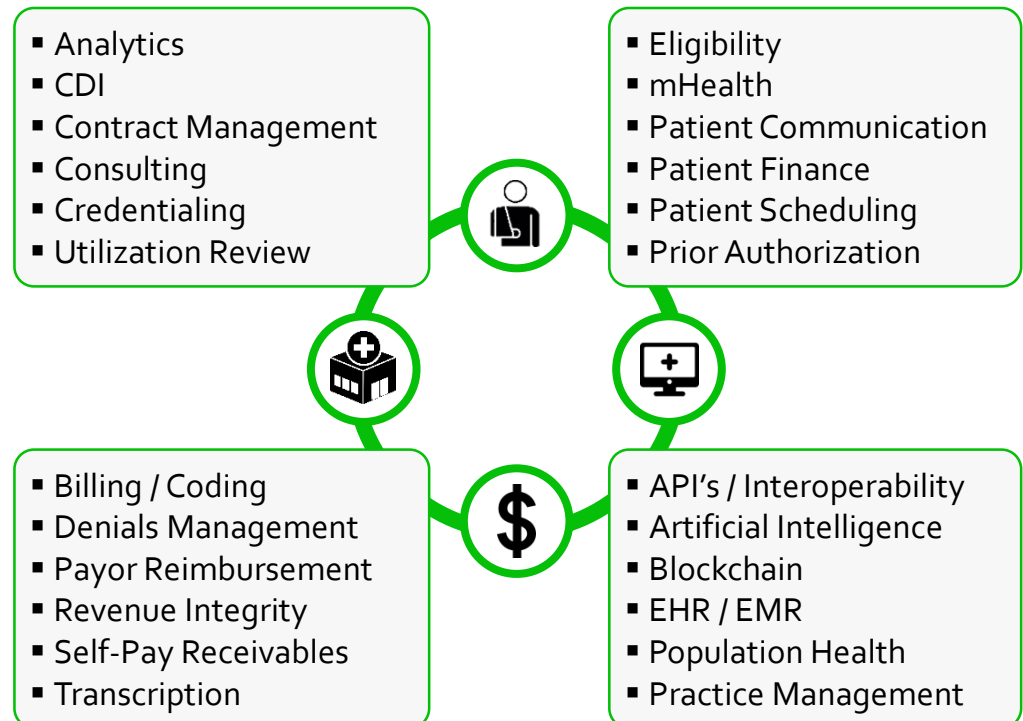 ▪ Analytics
▪ CDI
▪ Contract Management
▪ Consulting
▪ Credentialing
▪ Utilization Review
▪ Eligibility
▪ mHealth
▪ Patient Communication
▪ Patient Finance
▪ Patient Scheduling
▪ Prior Authorization
$
▪ Billing / Coding
▪ Denials Management
▪ Payor Reimbursement
▪ Revenue Integrity
▪ Self-Pay Receivables
▪ Transcription
▪ API's / Interoperability
▪ Artificial Intelligence
▪ Blockchain
▪ EHR / EMR
▪ Population Health
▪ Practice Management